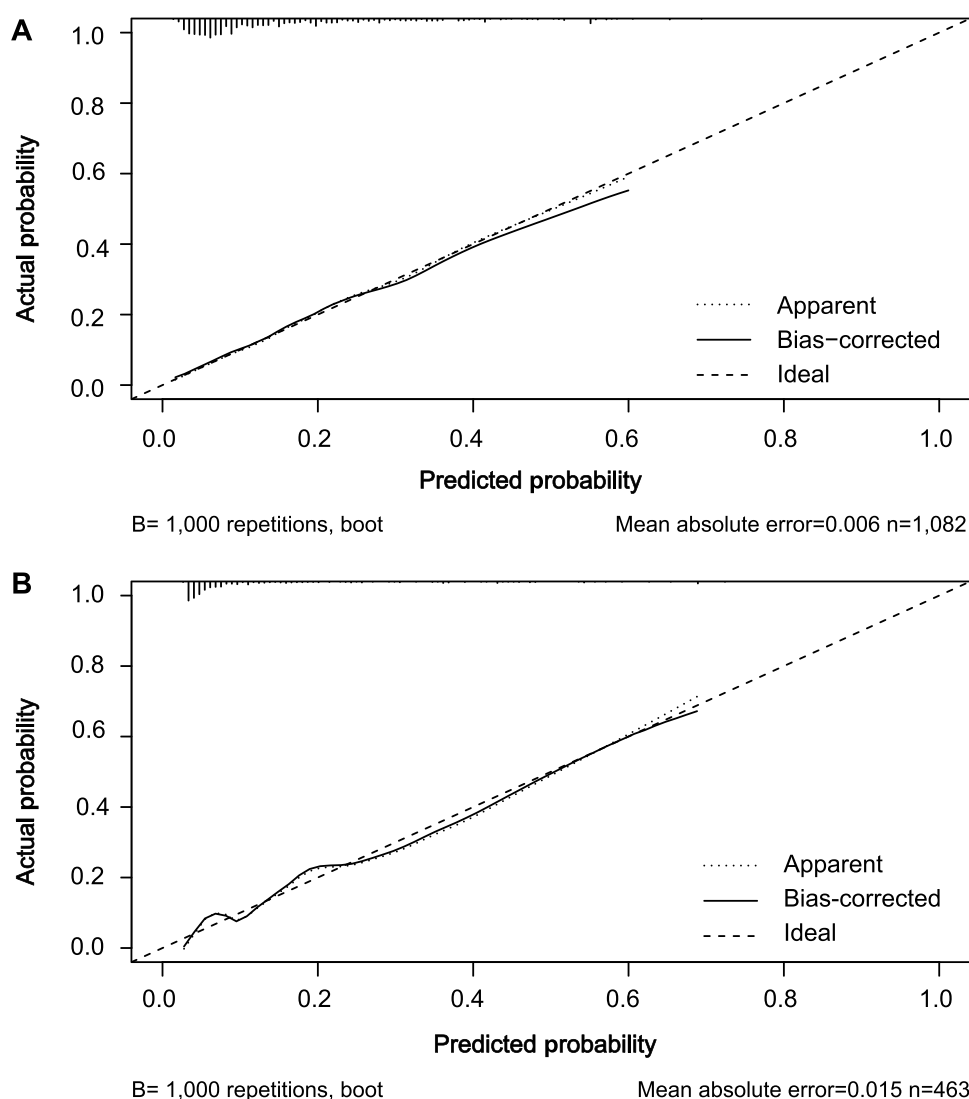 A
1.0
0.8
0.6
0.4
0.2
0.0
Actual probability
Apparent
Bias−corrected
Ideal
0.0 0.2 0.4 0.6 0.8 1.0
Predicted probability
B= 1,000 repetitions, boot Mean absolute error=0.006 n=1,082
B
1.0
0.8
0.6
0.4
0.2
0.0
Actual probability
Apparent
Bias-corrected
Ideal
0.0 0.2 0.4 0.6 0.8 1.0
Predicted probability
B= 1,000 repetitions, boot Mean absolute error=0.015 n=463